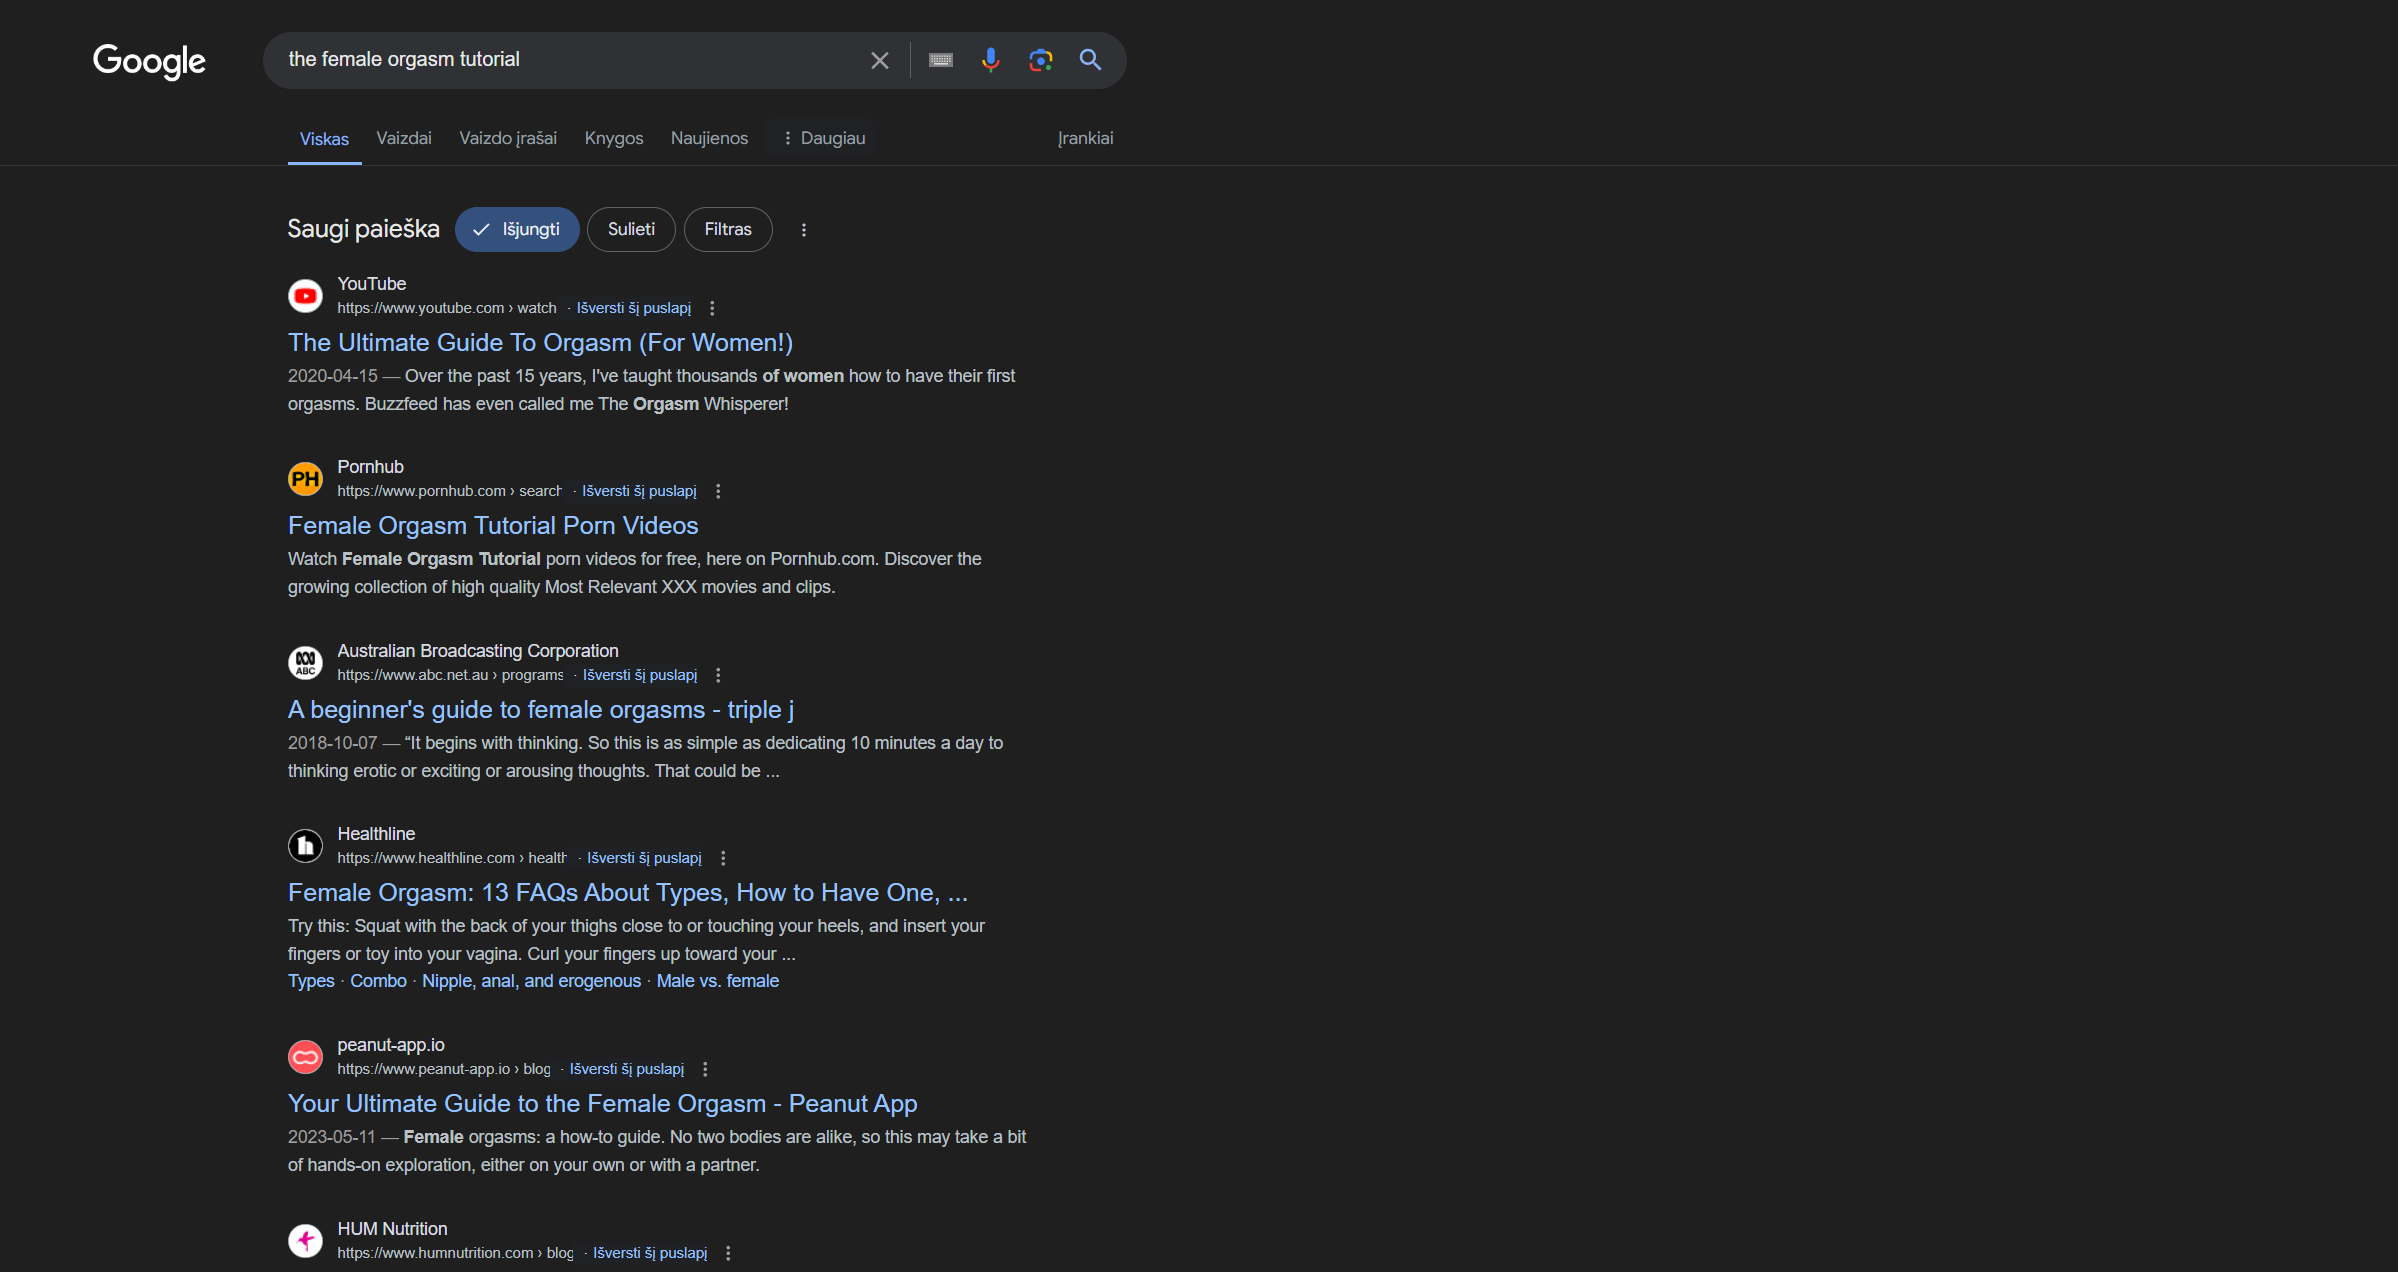 Google
the female orgasm tutorial
Viskas Vaizdai Vaizdo įrašai Knygos Naujienos Daugiau Įrankiai
Saugi paieška Išjungti Sulieti Filtras
YouTube
https://www.youtube.com › watch · Išversti šį puslapį
The Ultimate Guide To Orgasm (For Women!)
2020-04-15 — Over the past 15 years, I've taught thousands of women how to have their first
orgasms. Buzzfeed has even called me The Orgasm Whisperer!
PH
Pornhub
https://www.pornhub.com › search · Išversti šį puslapį
Female Orgasm Tutorial Porn Videos
Watch Female Orgasm Tutorial porn videos for free, here on Pornhub.com. Discover the
growing collection of high quality Most Relevant XXX movies and clips.
ABC
Australian Broadcasting Corporation
https://www.abc.net.au › programs · Išversti šį puslapį
A beginner's guide to female orgasms - triple j
2018-10-07 — “It begins with thinking. So this is as simple as dedicating 10 minutes a day to
thinking erotic or exciting or arousing thoughts. That could be ...
h
Healthline
https://www.healthline.com › health · Išversti šį puslapį
Female Orgasm: 13 FAQs About Types, How to Have One, ...
Try this: Squat with the back of your thighs close to or touching your heels, and insert your
fingers or toy into your vagina. Curl your fingers up toward your ...
Types · Combo · Nipple, anal, and erogenous · Male vs. female
peanut-app.io
https://www.peanut-app.io › blog · Išversti šį puslapį
Your Ultimate Guide to the Female Orgasm - Peanut App
2023-05-11 — Female orgasms: a how-to guide. No two bodies are alike, so this may take a bit
of hands-on exploration, either on your own or with a partner.
HUM Nutrition
https://www.humnutrition.com › blog · Išversti šį puslapį